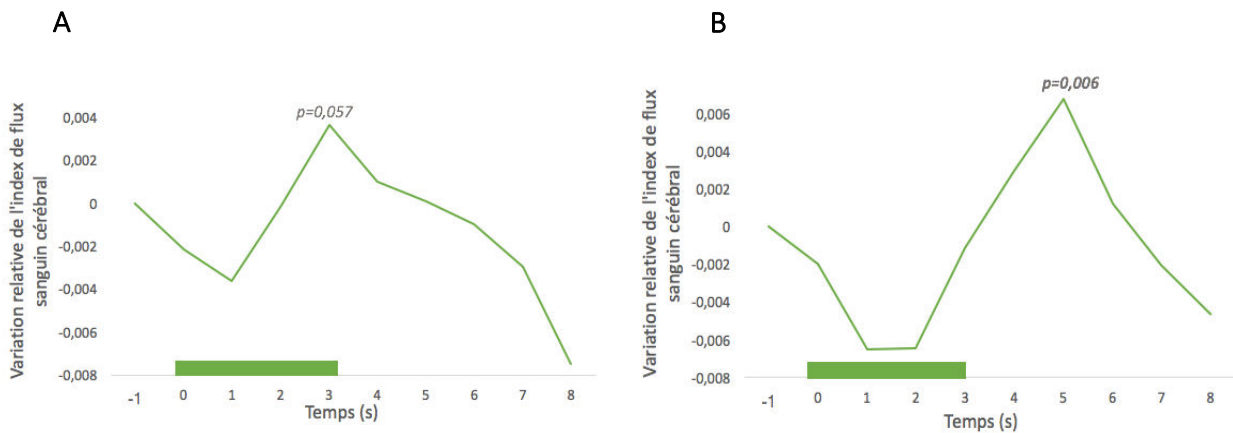 A
Variation relative de l'index de flux
sanguin cérébral
0,004
0,002
0
-0,002
-0,004
-0,006
-0,008
p=0,057
-1 0 1 2 3 4 5 6 7 8
Temps (s)
B
Variation relative de l'index de flux
sanguin cérébral
0,006
0,004
0,002
0
-0,002
-0,004
-0,006
-0,008
p=0,006
-1 0 1 2 3 4 5 6 7 8
Temps (s)